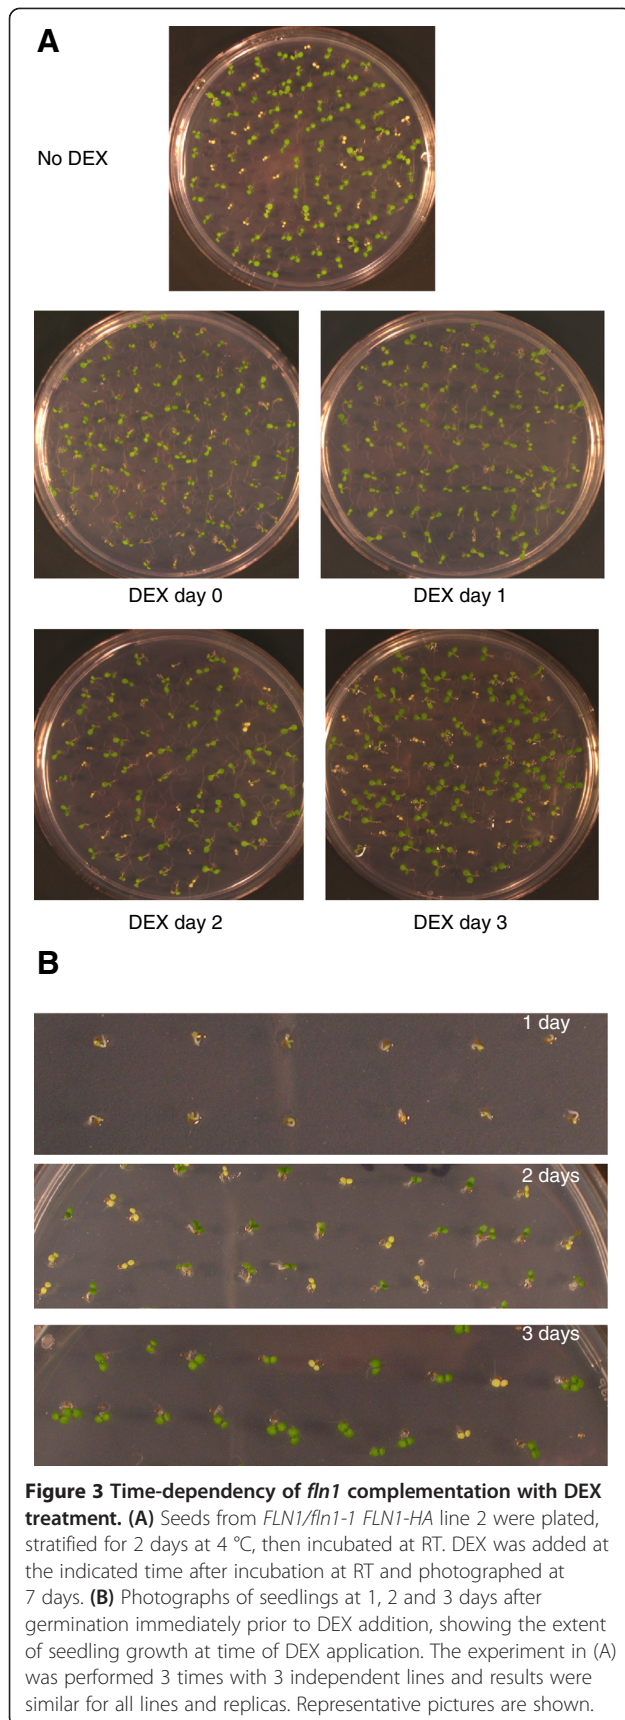 A
No DEX
DEX day 0
DEX day 1
DEX day 2
DEX day 3
B
1 day
2 days
3 days
Figure 3 Time-dependency of fln1 complementation with DEX
treatment. (A) Seeds from FLN1/fln1-1 FLN1-HA line 2 were plated,
stratified for 2 days at 4 °C, then incubated at RT. DEX was added at
the indicated time after incubation at RT and photographed at
7 days. (B) Photographs of seedlings at 1, 2 and 3 days after
germination immediately prior to DEX addition, showing the extent
of seedling growth at time of DEX application. The experiment in (A)
was performed 3 times with 3 independent lines and results were
similar for all lines and replicas. Representative pictures are shown.